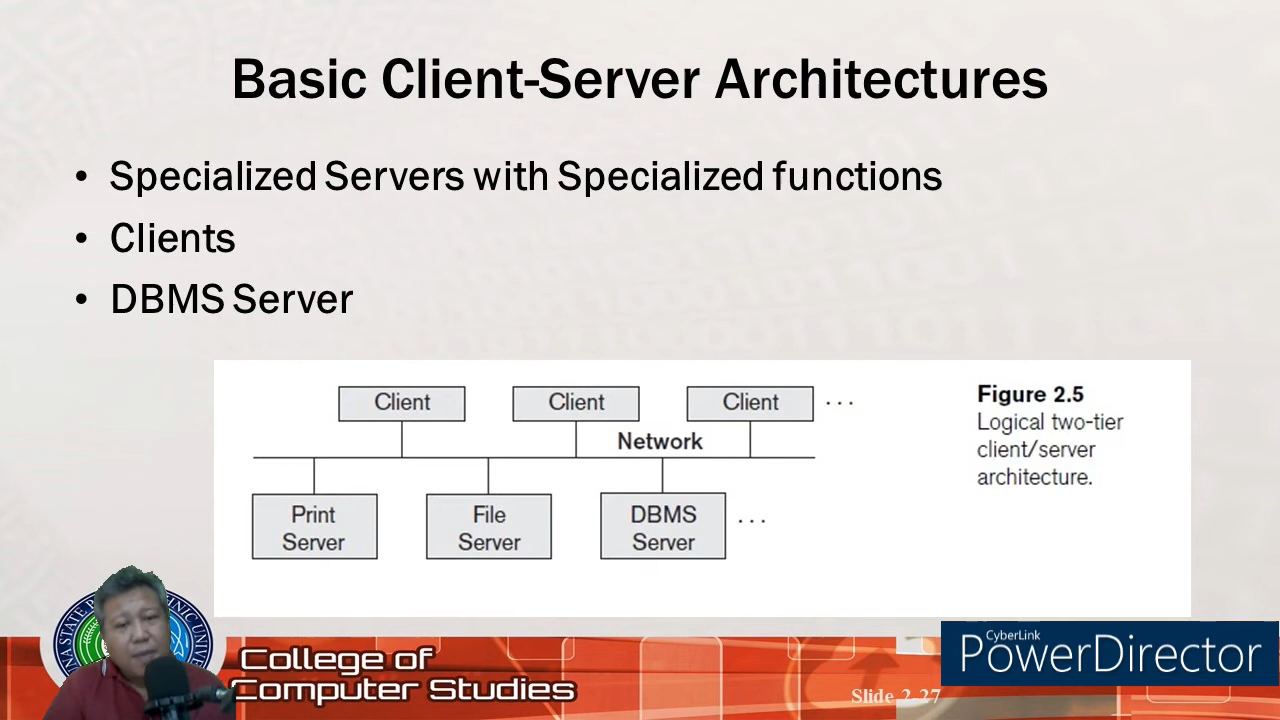 Basic Client-Server Architectures
• Specialized Servers with Specialized functions
• Clients
• DBMS Server
Client
Client
Client
. . .
Network
Print
Server
File
Server
DBMS
Server
. . .
Figure 2.5
Logical two-tier
client/server
architecture.
College of
Computer Studies
Slide 2-27
CyberLink
PowerDirector